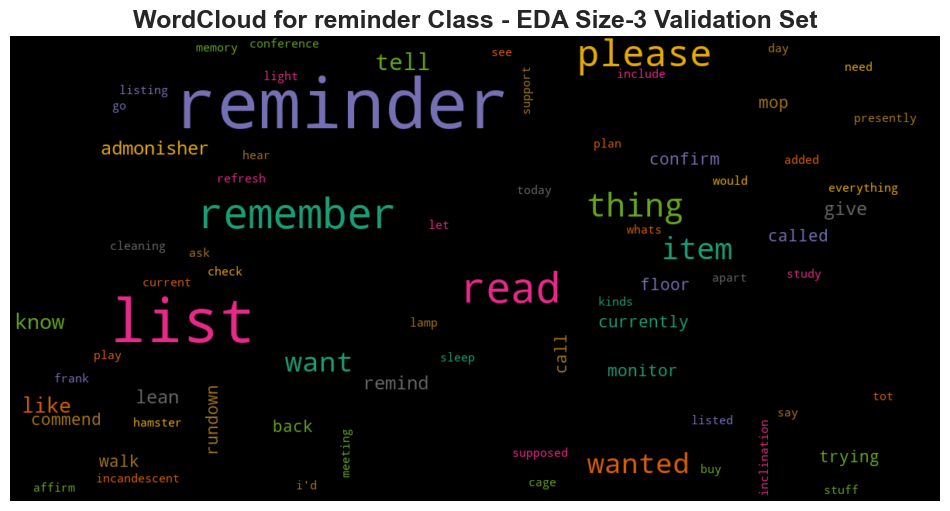 WordCloud for reminder Class - EDA Size-3 Validation Set
memory
conference
tell
see
please
day
light
include
need
listing
go
reminder
support
mop
presently
admonisher
hear
plan
confirm
added
refresh
today
would
everything
remember
let
thing
give
whats
called
cleaning
ask
item
current
check
read
floor
apart
study
kinds
know
list
lamp
currently
play
want
sleep
call
frank
remind
monitor
like
lean
tot
commend
hamster
rundown
back
listed
say
walk
meeting
supposed
wanted
buy
inclination
trying
incandescent
affirm
i'd
cage
stuff